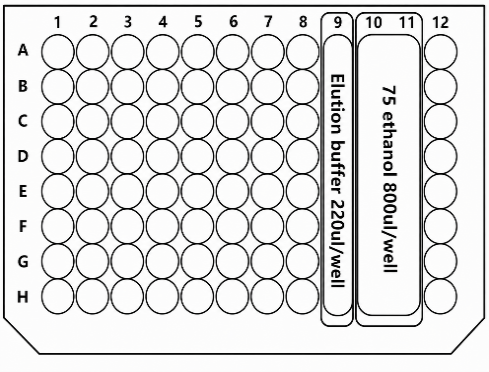 1 2 3 4 5 6 7 8 9 10 11 12
A
B
C
D
E
F
G
H
Elution buffer 220ul/well
75 ethanol 800ul/well